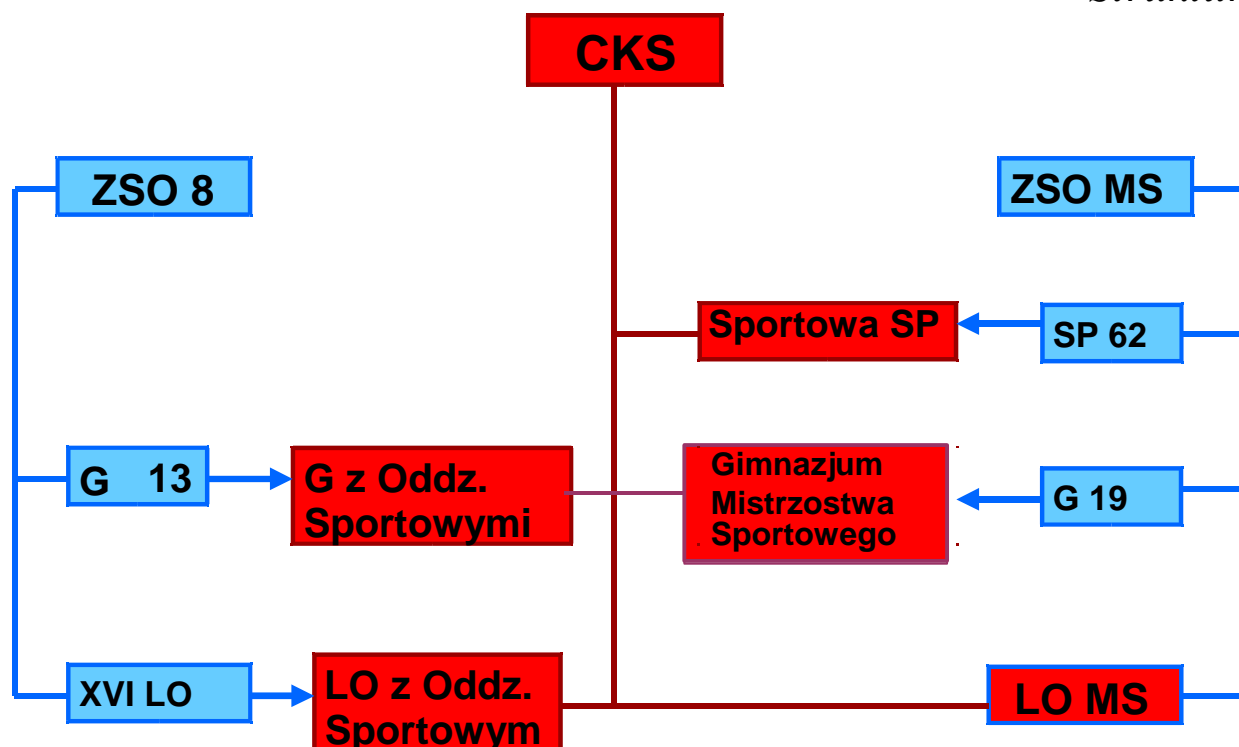 CKS
ZSO 8
ZSO MS
Sportowa SP
SP 62
G 13
G z Oddz.
Sportowymi
Gimnazjum
Mistrzostwa
Sportowego
G 19
XVI LO
LO z Oddz.
Sportowym
LO MS